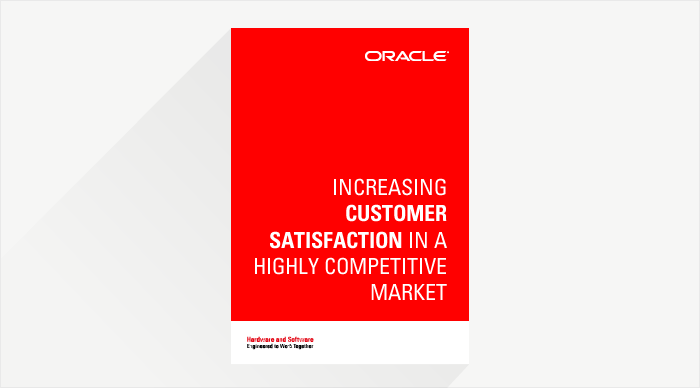 ORACLE
INCREASING
CUSTOMER
SATISFACTION IN A
HIGHLY COMPETITIVE
MARKET
Hardware and Software
Engineered to Work Together